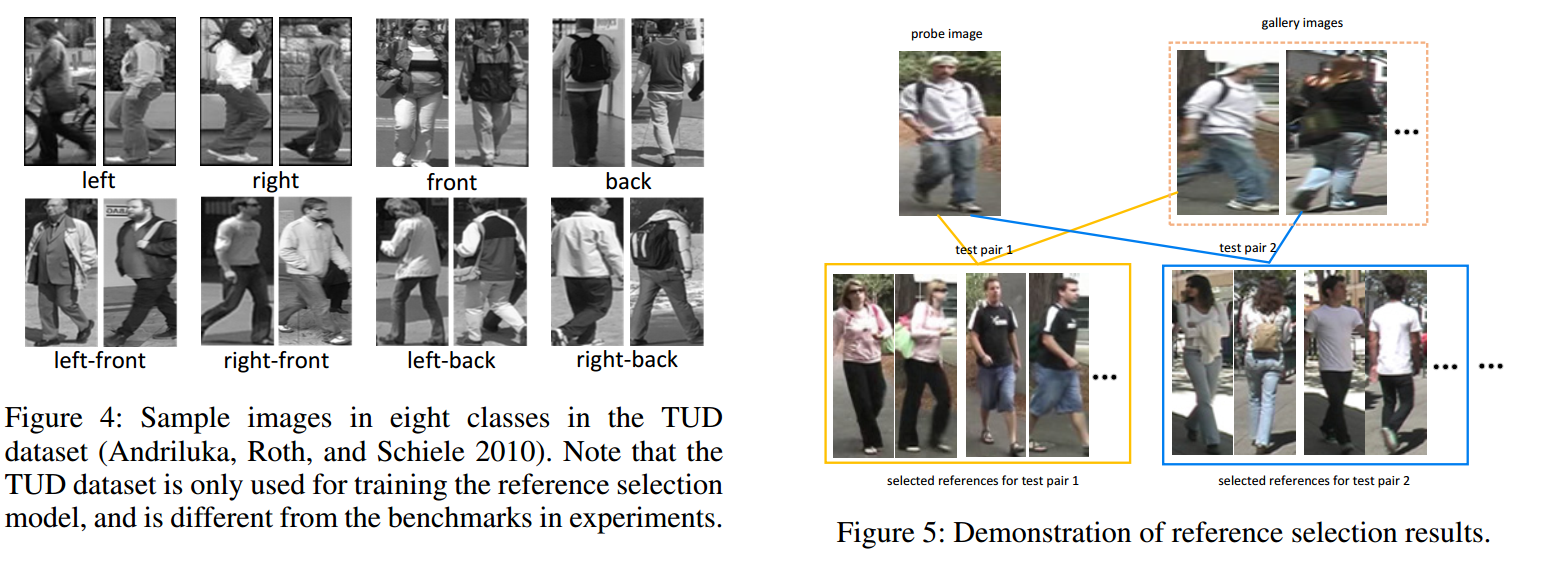 left
right
front
back
left-front
right-front
left-back
right-back
Figure 4: Sample images in eight classes in the TUD
dataset (Andriluka, Roth, and Schiele 2010). Note that the
TUD dataset is only used for training the reference selection
model, and is different from the benchmarks in experiments.
probe image
gallery images
...
test pair 1
test pair 2
...
... ...
selected references for test pair 1
selected references for test pair 2
Figure 5: Demonstration of reference selection results.